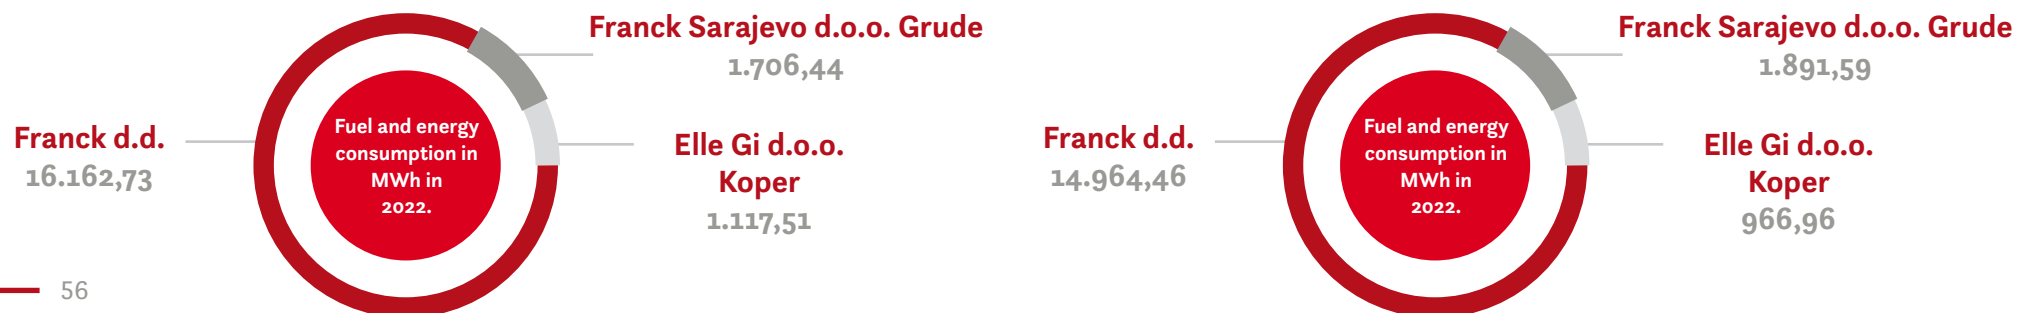 Franck Sarajevo d.o.o. Grude
1.706,44
Franck d.d.
16.162,73
Fuel and energy
consumption in
MWh in
2022.
Elle Gi d.o.o.
Koper
1.117,51
56
Franck Sarajevo d.o.o. Grude
1.891,59
Franck d.d.
14.964,46
Fuel and energy
consumption in
MWh in
2022.
Elle Gi d.o.o.
Koper
966,96